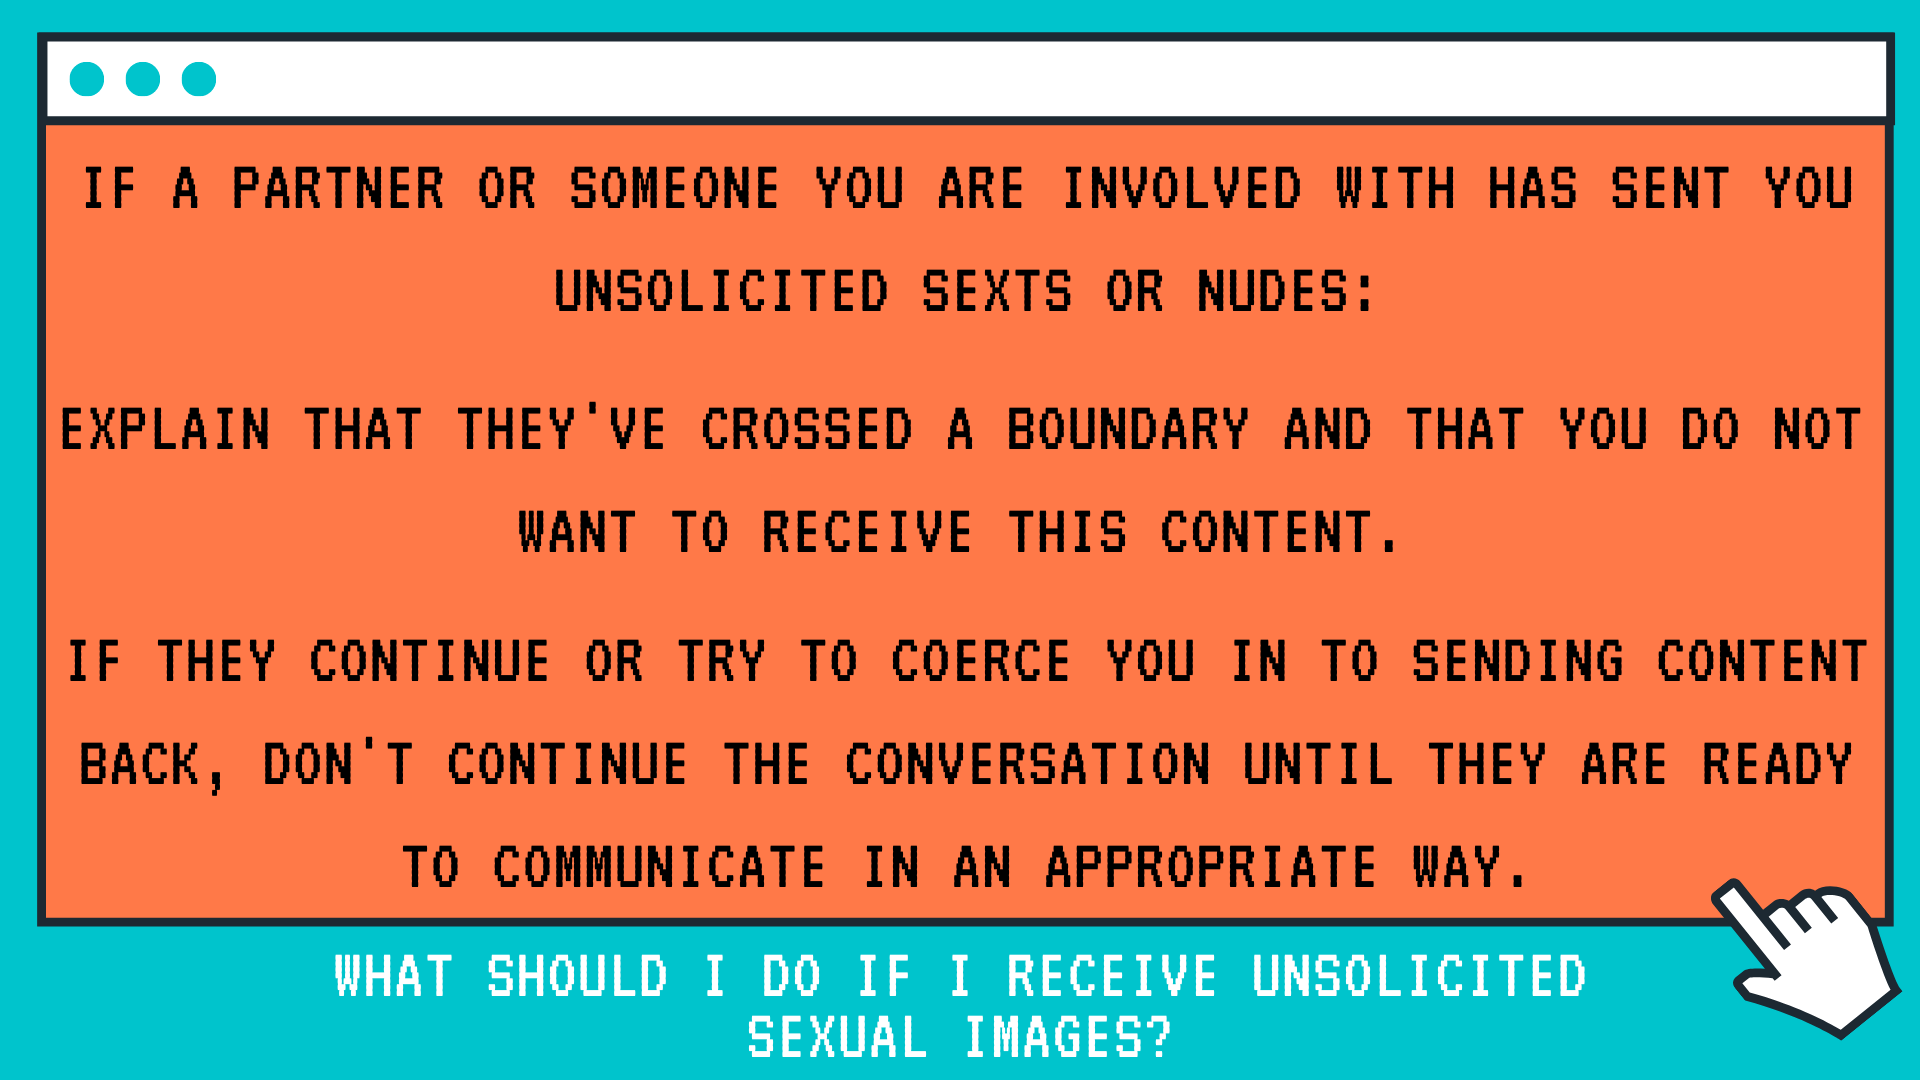 IF A PARTNER OR SOMEONE YOU ARE INVOLVED WITH HAS SENT YOU
UNSOLICITED SEXTS OR NUDES:
EXPLAIN THAT THEY'VE CROSSED A BOUNDARY AND THAT YOU DO NOT
WANT TO RECEIVE THIS CONTENT.
IF THEY CONTINUE OR TRY TO COERCE YOU IN TO SENDING CONTENT
BACK, DON'T CONTINUE THE CONVERSATION UNTIL THEY ARE READY
TO COMMUNICATE IN AN APPROPRIATE WAY.
WHAT SHOULD I DO IF I RECEIVE UNSOLICITED
SEXUAL IMAGES?